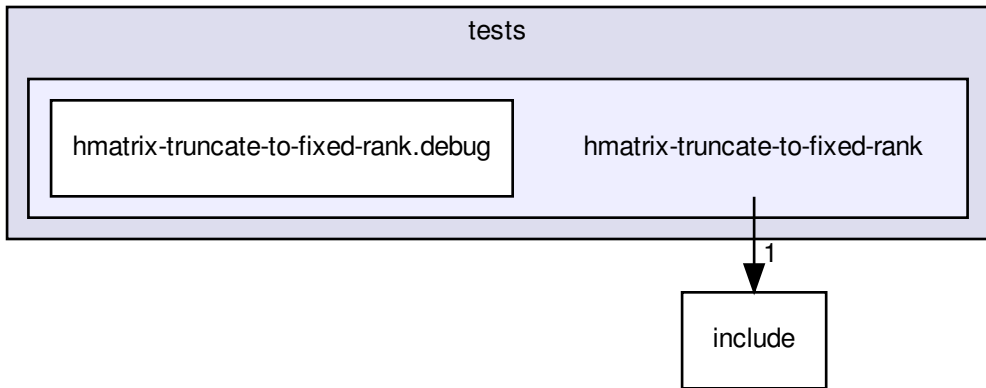 tests
hmatrix-truncate-to-fixed-rank.debug
hmatrix-truncate-to-fixed-rank
1
include